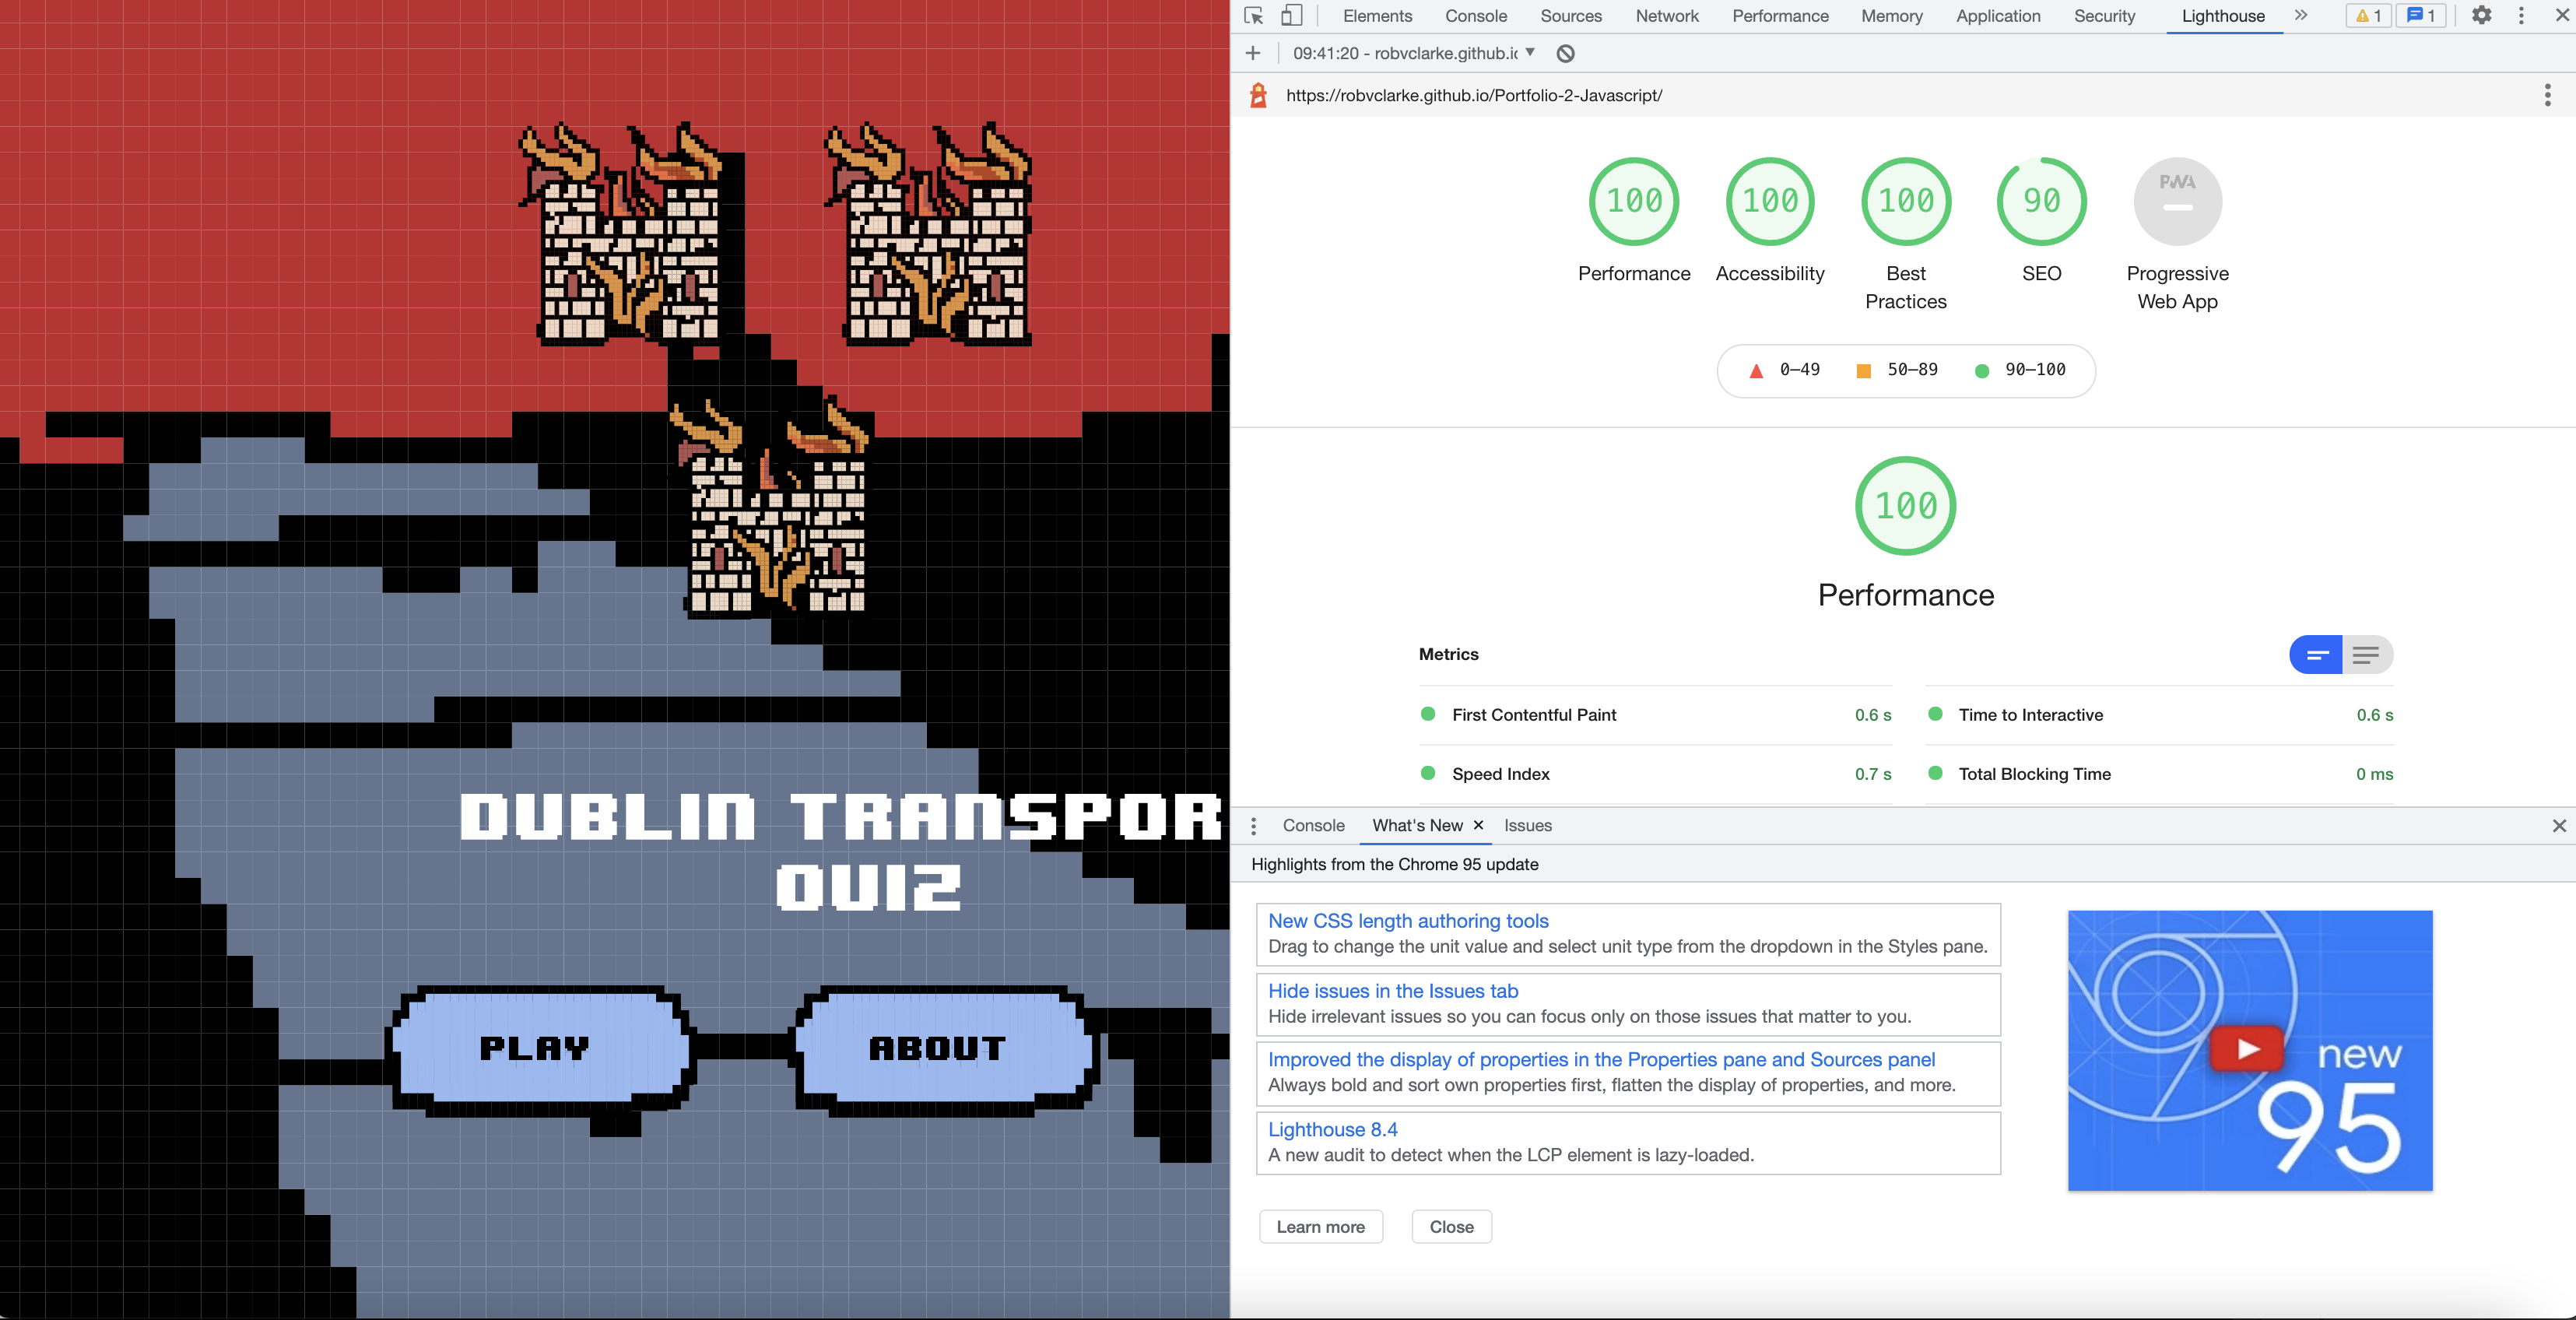 DUBLIN TRANSPOR
QUIZ
PLAY
ABOUT
Elements Console Sources Network Performance Memory Application Security Lighthouse » 1 1
+ 09:41:20 - robvclarke.github.ic
https://robvclarke.github.io/Portfolio-2-Javascript/
100 100 100 90 PWA
Performance Accessibility Best Practices SEO Progressive Web App
0–49 50–89 90–100
100
Performance
Metrics
First Contentful Paint 0.6 s Time to Interactive 0.6 s
Speed Index 0.7 s Total Blocking Time 0 ms
Console What's New × Issues
Highlights from the Chrome 95 update
New CSS length authoring tools
Drag to change the unit value and select unit type from the dropdown in the Styles pane.
Hide issues in the Issues tab
Hide irrelevant issues so you can focus only on those issues that matter to you.
Improved the display of properties in the Properties pane and Sources panel
Always bold and sort own properties first, flatten the display of properties, and more.
Lighthouse 8.4
A new audit to detect when the LCP element is lazy-loaded.
new
95
Learn more Close